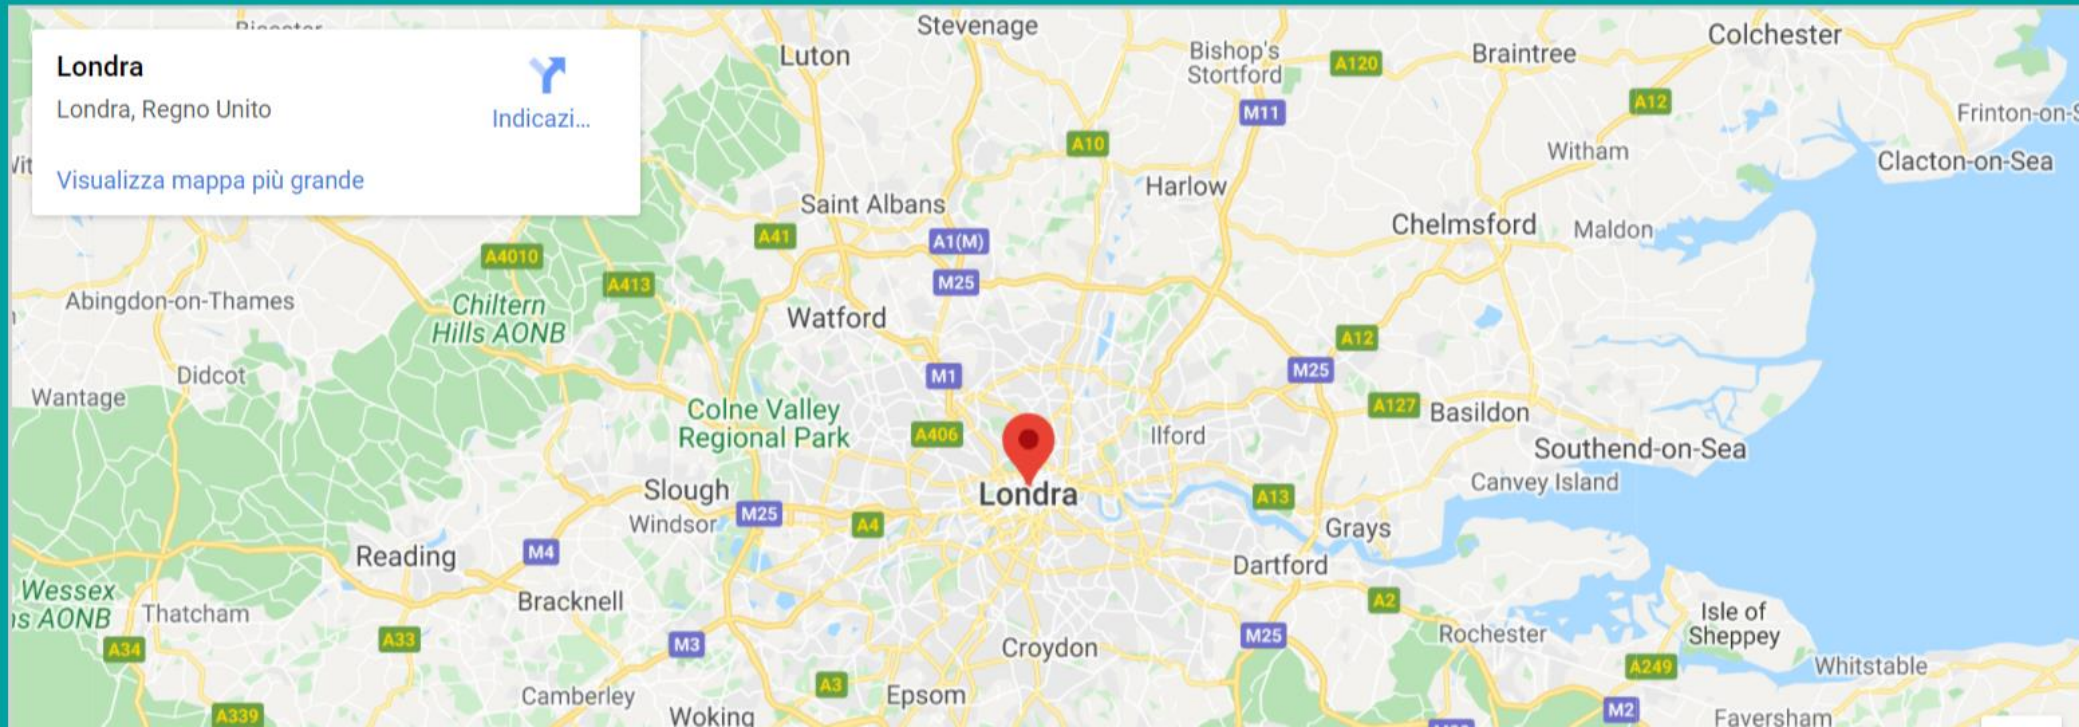 Londra
Londra, Regno Unito
Indicazi...
Visualizza mappa più grande
Stevenage
Luton
Bishop's
Stortford
A120
Braintree
Colchester
M11
A12
Frinton-on-S
A10
Witham
Clacton-on-Sea
Harlow
Saint Albans
Chelmsford
Maldon
A41
A1(M)
A4010
M25
A413
Abingdon-on-Thames
Chiltern
Hills AONB
Watford
A12
Didcot
M1
M25
Wantage
Colne Valley
Regional Park
A127
Basildon
A406
Ilford
Southend-on-Sea
Slough
Londra
A13
Canvey Island
Windsor
M25
A4
Grays
Reading
M4
Dartford
Wessex
ns AONB
Thatcham
Bracknell
A2
Isle of
Sheppey
A34
A33
M3
Croydon
M25
Rochester
A249
Whitstable
Camberley
A3
Epsom
A339
Woking
M2
Faversham